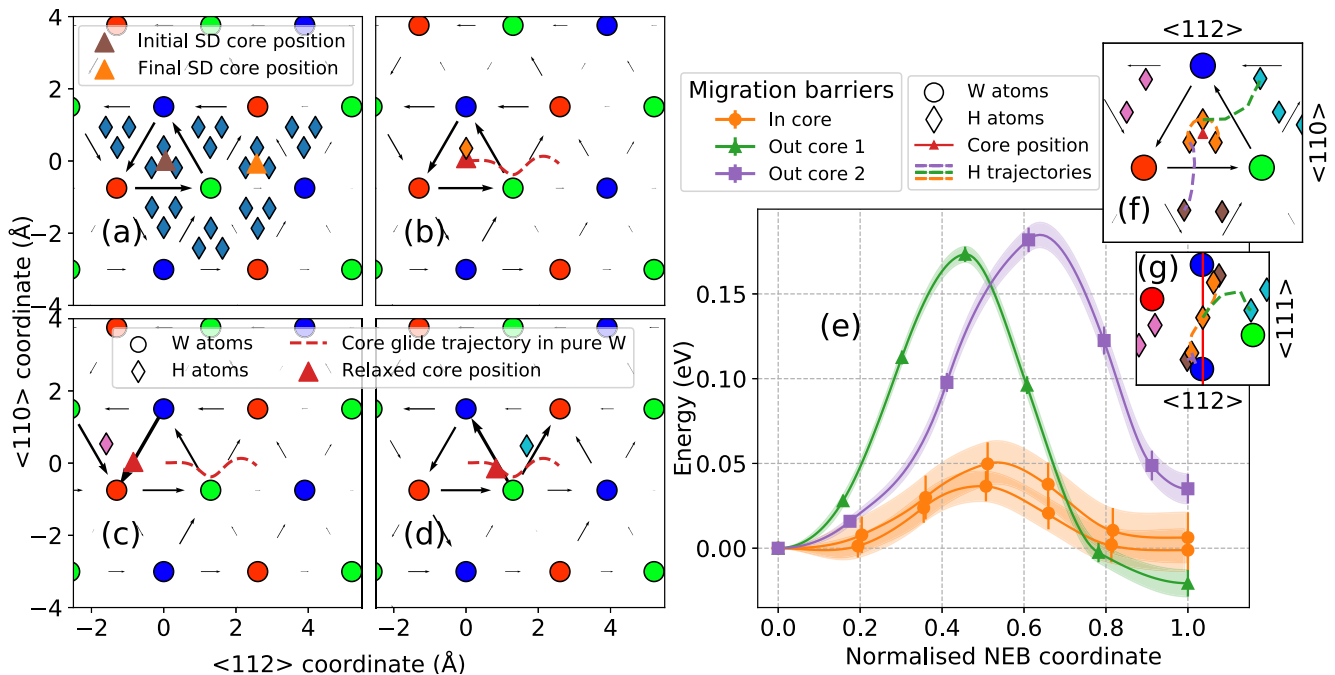 4
2
0
−2
−4
Initial SD core position
Final SD core position
(a)
(b)
4
2
0
−2
−4
W atoms
H atoms
Core glide trajectory in pure W
Relaxed core position
(c)
(d)
−2 0 2 4
−2 0 2 4
<112> coordinate (Å)
<110> coordinate (Å)
Migration barriers
In core
Out core 1
Out core 2
W atoms
H atoms
Core position
H trajectories
<112>
<110>
(f)
(g)
<111>
<112>
(e)
0.15
0.10
0.05
0.00
Energy (eV)
0.0 0.2 0.4 0.6 0.8 1.0
Normalised NEB coordinate